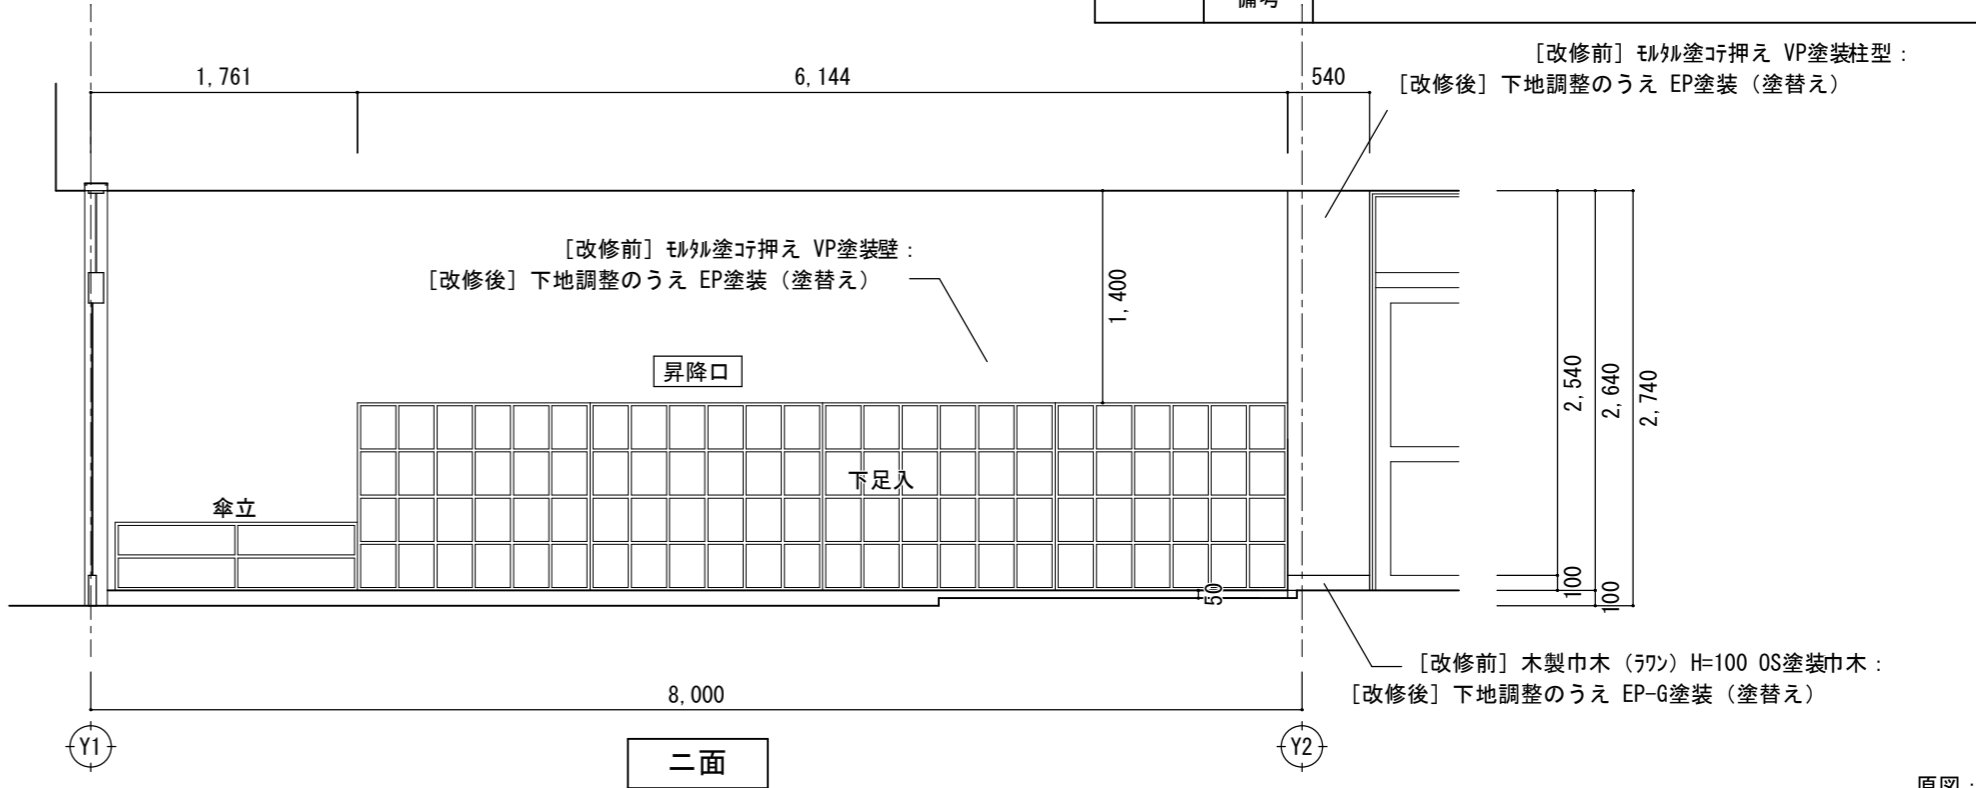 備考
[改修前] ﾓﾙﾀﾙ塗ｺﾃ押え VP塗装柱型：
[改修後] 下地調整のうえ EP塗装（塗替え）
1,761
6,144
540
[改修前] ﾓﾙﾀﾙ塗ｺﾃ押え VP塗装壁：
[改修後] 下地調整のうえ EP塗装（塗替え）
1,400
昇降口
2,540
2,640
2,740
下足入
傘立
50
100
100
[改修前] 木製巾木（ﾗﾜﾝ）H=100 OS塗装巾木：
[改修後] 下地調整のうえ EP-G塗装（塗替え）
8,000
Y1
Y2
二面
原図：